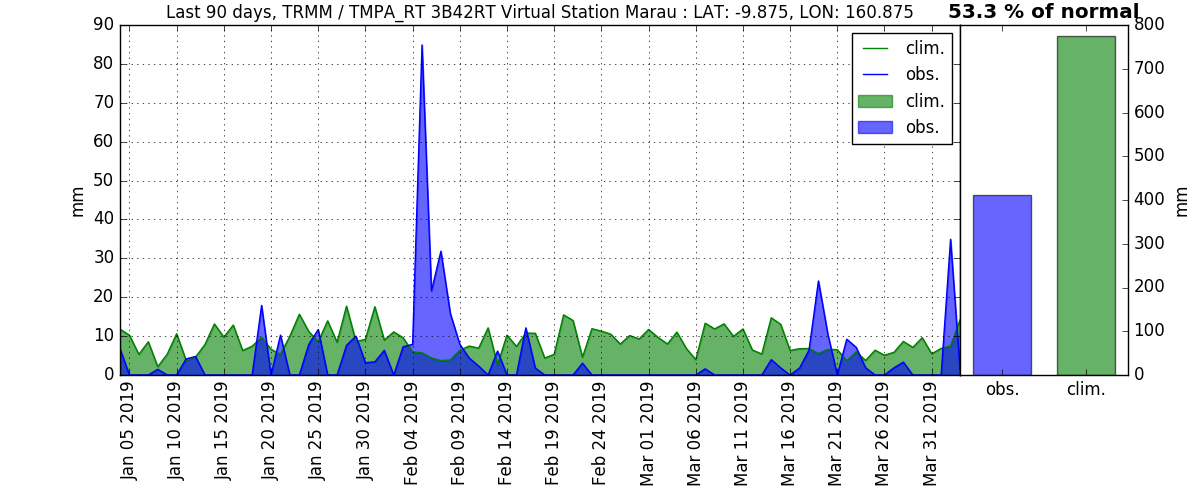 Last 90 days, TRMM / TMPA_RT 3B42RT Virtual Station Marau : LAT: -9.875, LON: 160.875
53.3 % of normal
90
80
70
60
50
40
30
20
10
0
mm
clim.
obs.
clim.
obs.
Jan 05 2019
Jan 10 2019
Jan 15 2019
Jan 20 2019
Jan 25 2019
Jan 30 2019
Feb 04 2019
Feb 09 2019
Feb 14 2019
Feb 19 2019
Feb 24 2019
Mar 01 2019
Mar 06 2019
Mar 11 2019
Mar 16 2019
Mar 21 2019
Mar 26 2019
Mar 31 2019
800
700
600
500
400
300
200
100
0
mm
obs.
clim.